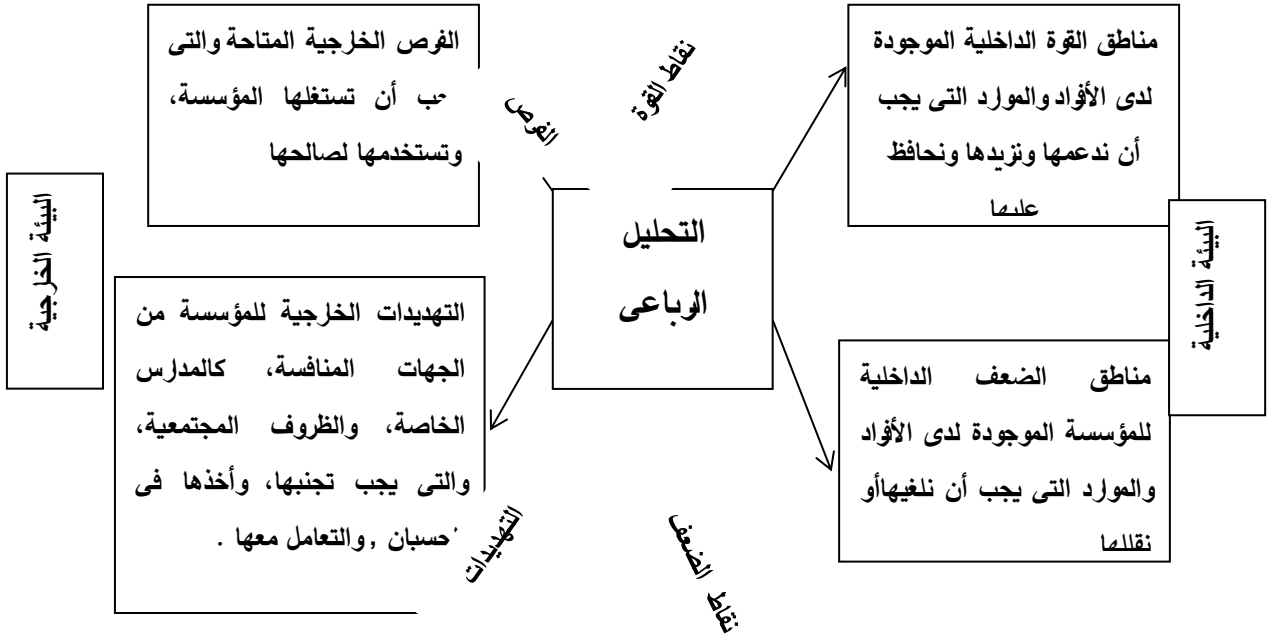 مناطق القوة الداخلية الموجودة
لدى الأفراد والموارد التى يجب
أن ندعمها ونزيدها ونحافظ
عليها
نقاط القوة
الفرص
الفرص الخارجية المتاحة والتى
أن تستغلها المؤسسة،
وتستخدمها لصالحها
البيئة الداخلية
التحليل
الرباعى
البيئة الخارجية
مناطق الضعف الداخلية
للمؤسسة الموجودة لدى الأفراد
والموارد التى يجب أن نلغيهاأو
نقللها
نقاط الضعف
التهديدات
التهديدات الخارجية للمؤسسة من
الجهات المنافسة، كالمدارس
الخاصة، والظروف المجتمعية،
والتى يجب تجنبها، وأخذها فى
حسبان , والتعامل معها .